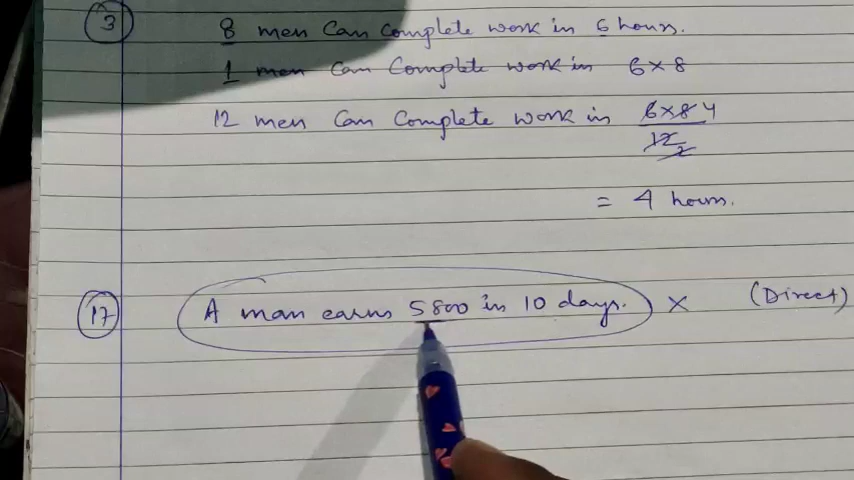 3 8 men can complete work in 6 hours.
1 men can complete work in 6×8
12 men can complete work in 6×8 4
12 2
= 4 hours.
17 A man earns 5800 in 10 days. × (Direct)